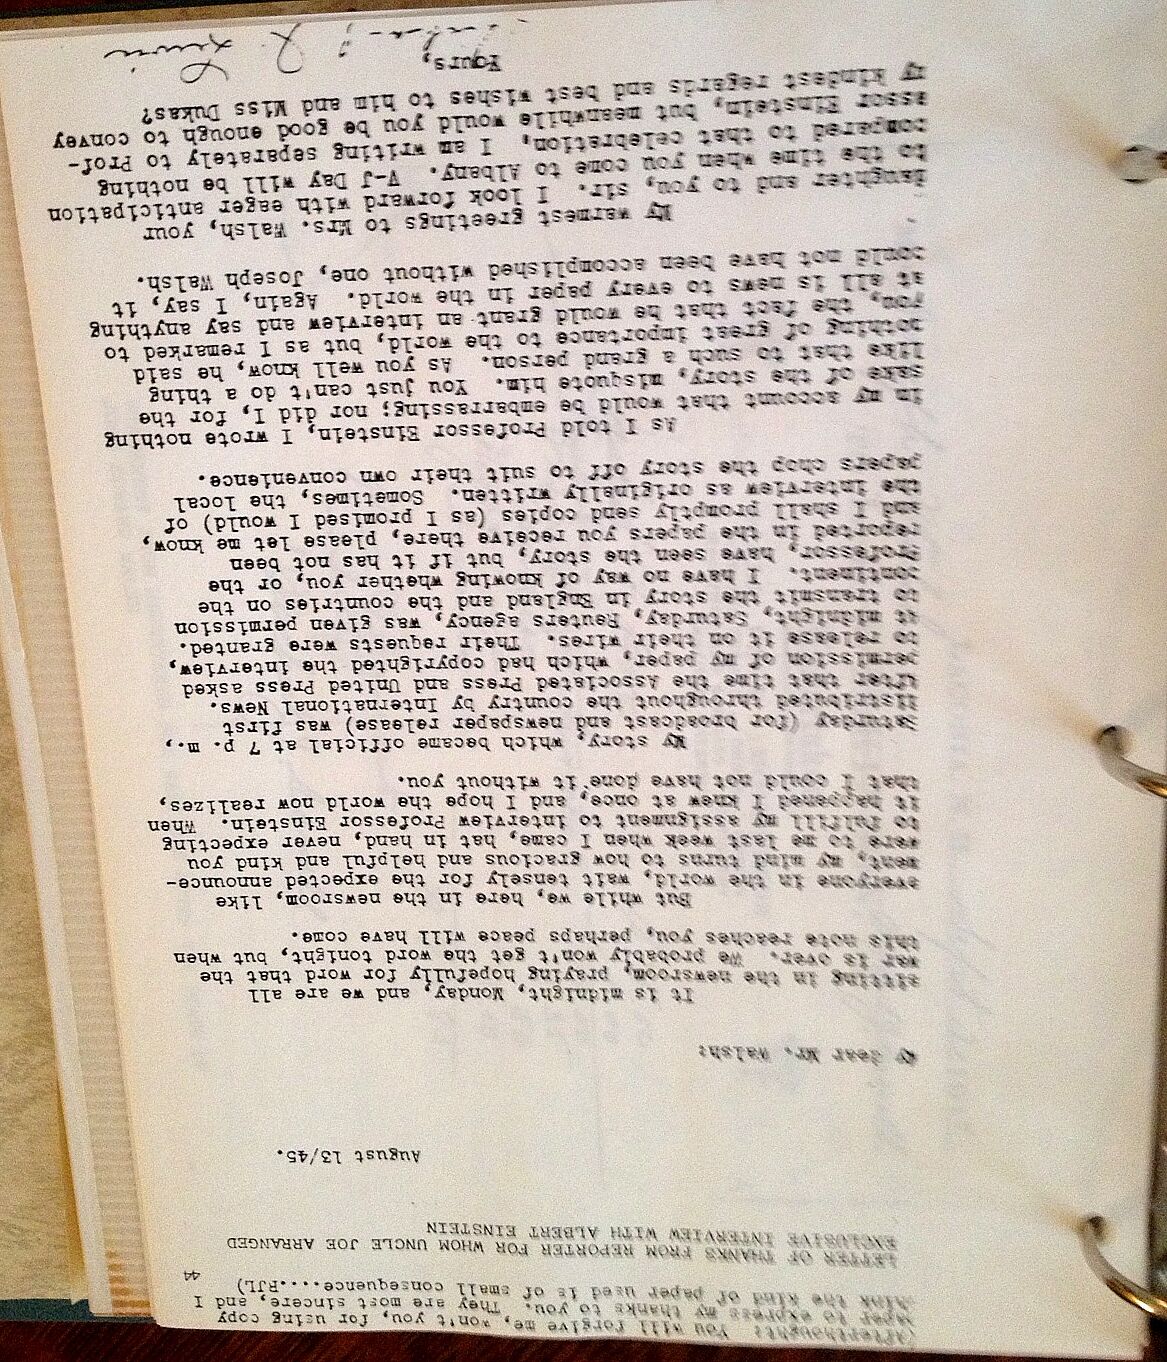 (Afterthought: You will forgive me, won't you, for using copy
paper to express my thanks to you. They are most sincere, and I
think the kind of paper used is of small consequence....RJL)
44
LETTER OF THANKS FROM REPORTER FOR WHOM UNCLE JOE ARRANGED
EXCLUSIVE INTERVIEW WITH ALBERT EINSTEIN
August 13/45.
My dear Mr. Walsh:
It is midnight, Monday, and we are all
sitting in the newsroom, praying hopefully for word that the
war is over. We probably won't get the word tonight, but when
this note reaches you, perhaps peace will have come.
But while we, here in the newsroom, like
everyone in the world, wait tensely for the expected announce-
ment, my mind turns to how gracious and helpful and kind you
were to me last week when I came, hat in hand, never expecting
to fulfill my assignment to interview Professor Einstein. When
it happened I knew at once, and I hope the world now realizes,
that I could not have done it without you.
My story, which became official at 7 p. m.,
Saturday (for broadcast and newspaper release) was first
distributed throughout the country by International News.
After that time the Associated Press and United Press asked
permission of my paper, which had copyrighted the interview,
to release it on their wires. Their requests were granted.
At midnight, Saturday, Reuters agency, was given permission
to transmit the story in England and the countries on the
continent. I have no way of knowing whether you, or the
Professor, have seen the story, but if it has not been
reported in the papers you receive there, please let me know,
and I shall promptly send copies (as I promised I would) of
the interview as originally written. Sometimes, the local
papers chop the story off to suit their own convenience.
As I told Professor Einstein, I wrote nothing
in my account that would be embarrassing; nor did I, for the
sake of the story, misquote him. You just can't do a thing
like that to such a grand person. As you well know, he said
nothing of great importance to the world, but as I remarked to
you, the fact that he would grant an interview and say anything
at all is news to every paper in the world. Again, I say, it
could not have been accomplished without one, Joseph Walsh.
My warmest greetings to Mrs. Walsh, your
daughter and to you, sir. I look forward with eager anticipation
to the time when you come to Albany. V-J Day will be nothing
compared to that celebration, I am writing separately to Prof-
essor Einstein, but meanwhile would you be good enough to convey
my kindest regards and best wishes to him and Miss Dukas?
Yours,
J. Lewis